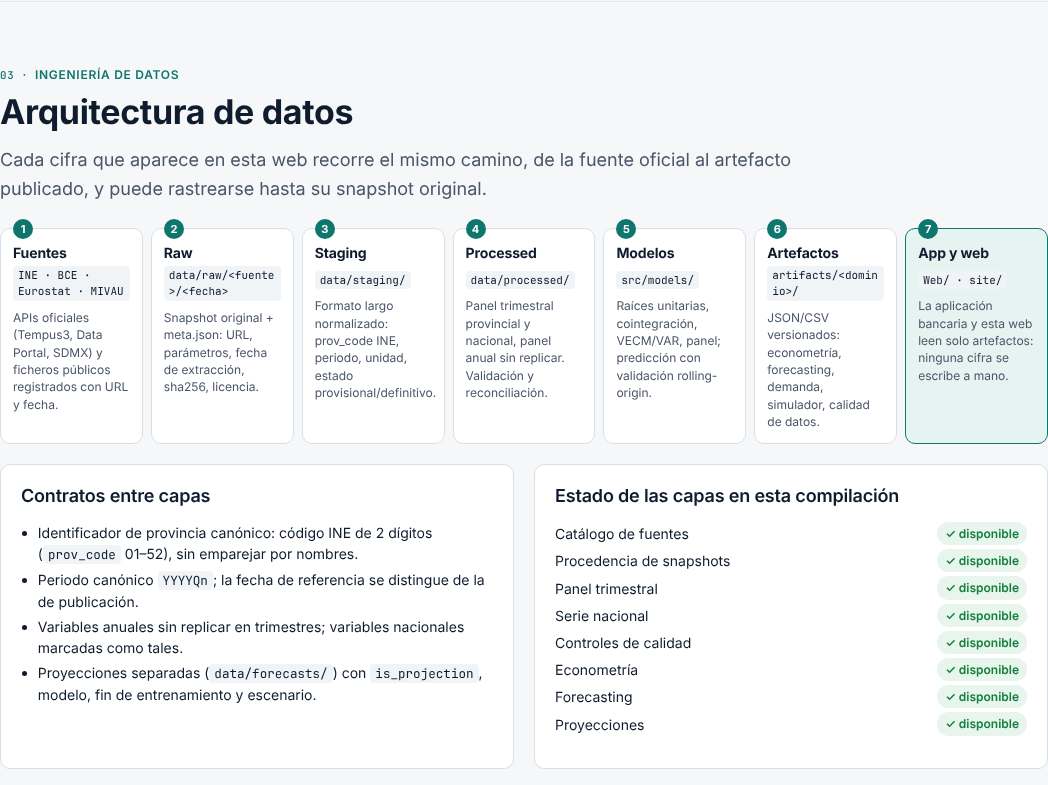 03 · INGENIERÍA DE DATOS
Arquitectura de datos
Cada cifra que aparece en esta web recorre el mismo camino, de la fuente oficial al artefacto
publicado, y puede rastrearse hasta su snapshot original.
1
Fuentes
INE · BCE ·
Eurostat · MIVAU
APIs oficiales
(Tempus3, Data
Portal, SDMX) y
ficheros públicos
registrados con URL
y fecha.
2
Raw
data/raw/<fuente
>/<fecha>
Snapshot original +
meta.json: URL,
parámetros, fecha
de extracción,
sha256, licencia.
3
Staging
data/staging/
Formato largo
normalizado:
prov_code INE,
periodo, unidad,
estado
provisional/definitivo.
4
Processed
data/processed/
Panel trimestral
provincial y
nacional, panel
anual sin replicar.
Validación y
reconciliación.
5
Modelos
src/models/
Raíces unitarias,
cointegración,
VECM/VAR, panel;
predicción con
validación rolling-
origin.
6
Artefactos
artifacts/<domin
io>/
JSON/CSV
versionados:
econometría,
forecasting,
demanda,
simulador, calidad
de datos.
7
App y web
Web/ · site/
La aplicación
bancaria y esta web
leen solo artefactos:
ninguna cifra se
escribe a mano.
Contratos entre capas
• Identificador de provincia canónico: código INE de 2 dígitos
( prov_code 01–52), sin emparejar por nombres.
• Periodo canónico YYYYQn ; la fecha de referencia se distingue de la
de publicación.
• Variables anuales sin replicar en trimestres; variables nacionales
marcadas como tales.
• Proyecciones separadas ( data/forecasts/ ) con is_projection ,
modelo, fin de entrenamiento y escenario.
Estado de las capas en esta compilación
Catálogo de fuentes ✓ disponible
Procedencia de snapshots ✓ disponible
Panel trimestral ✓ disponible
Serie nacional ✓ disponible
Controles de calidad ✓ disponible
Econometría ✓ disponible
Forecasting ✓ disponible
Proyecciones ✓ disponible